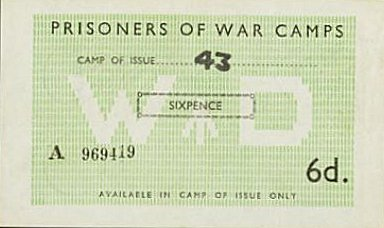 PRISONERS OF WAR CAMPS
CAMP OF ISSUE.......43...............
W D
SIXPENCE
A 969419
6d.
AVAILABLE IN CAMP OF ISSUE ONLY